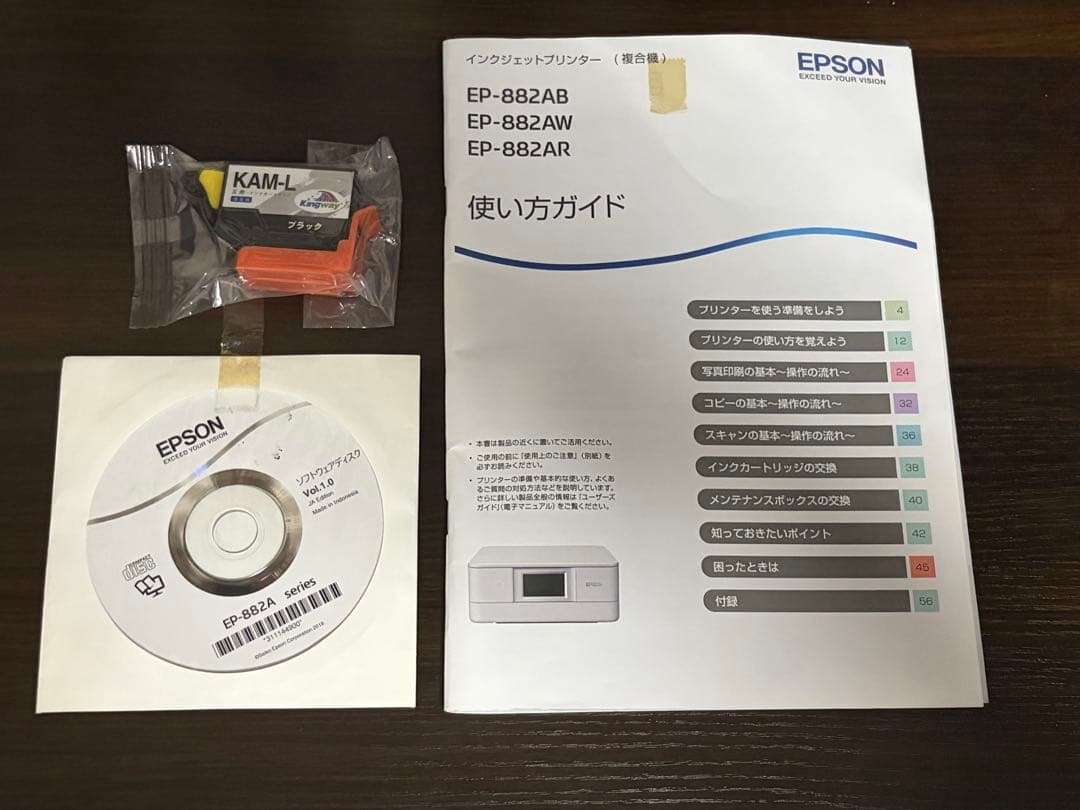 インクジェットプリンター （複合機）
EPSON
EXCEED YOUR VISION
EP-882AB
EP-882AW
EP-882AR
使い方ガイド
プリンターを使う準備をしよう 4
プリンターの使い方を覚えよう 12
写真印刷の基本～操作の流れ～ 24
コピーの基本～操作の流れ～ 32
スキャンの基本～操作の流れ～ 36
インクカートリッジの交換 38
メンテナンスボックスの交換 40
知っておきたいポイント 42
困ったときは 45
付録 56
• 本書は製品の近くに置いてご活用ください。
• ご使用の前に『使用上のご注意』（別紙）を
必ずお読みください。
• プリンターの準備や基本的な使い方、よくあ
るご質問の対処方法などを説明しています。
さらに詳しい製品全般の情報は『ユーザーズ
ガイド』（電子マニュアル）をご覧ください。
EPSON
KAM-L
Kingway
ブラック
EPSON
EXCEED YOUR VISION
ソフトウェアディスク
Vol.1.0
JA Edition
Made in Indonesia
COMPACT
disc
EP-882A series
*311144900*
©Seiko Epson Corporation 2018